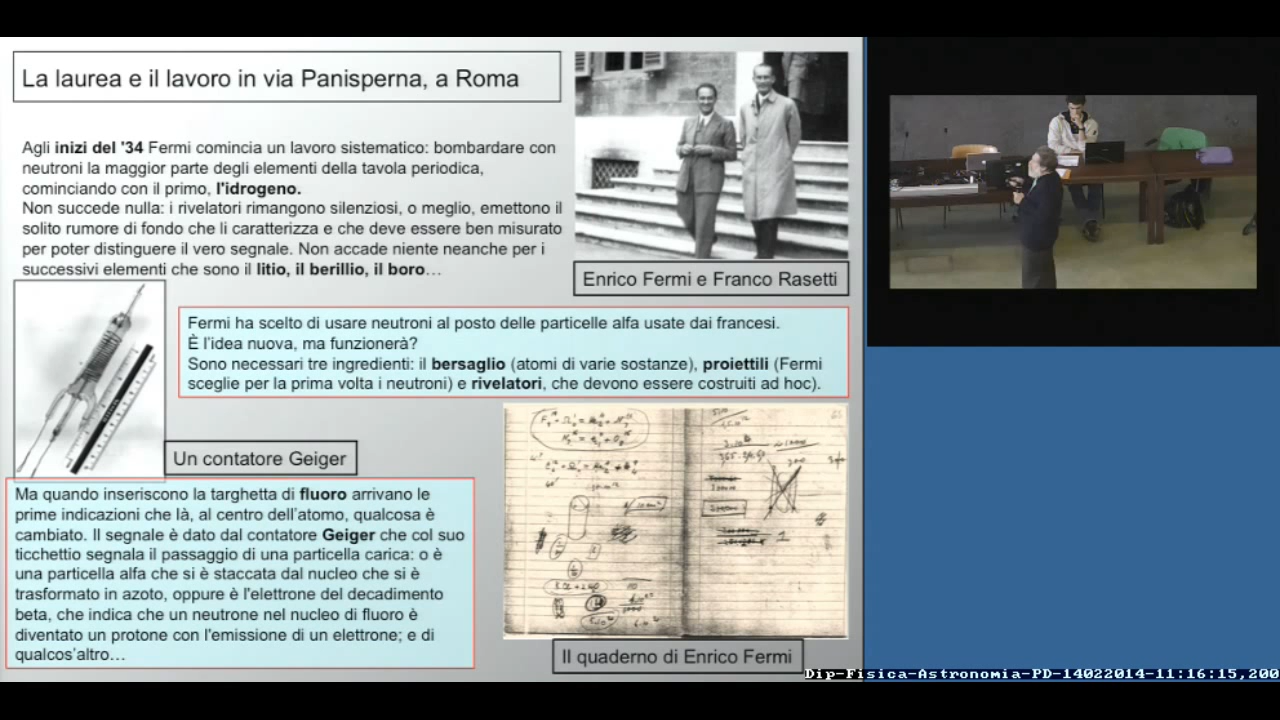 La laurea e il lavoro in via Panisperna, a Roma
Agli inizi del '34 Fermi comincia un lavoro sistematico: bombardare con
neutroni la maggior parte degli elementi della tavola periodica,
cominciando con il primo, l'idrogeno.
Non succede nulla: i rivelatori rimangono silenziosi, o meglio, emettono il
solito rumore di fondo che li caratterizza e che deve essere ben misurato
per poter distinguere il vero segnale. Non accade niente neanche per i
successivi elementi che sono il litio, il berillio, il boro…
Enrico Fermi e Franco Rasetti
Fermi ha scelto di usare neutroni al posto delle particelle alfa usate dai francesi.
È l'idea nuova, ma funzionerà?
Sono necessari tre ingredienti: il bersaglio (atomi di varie sostanze), proiettili (Fermi
sceglie per la prima volta i neutroni) e rivelatori, che devono essere costruiti ad hoc).
Un contatore Geiger
Ma quando inseriscono la targhetta di fluoro arrivano le
prime indicazioni che là, al centro dell'atomo, qualcosa è
cambiato. Il segnale è dato dal contatore Geiger che col suo
ticchettio segnala il passaggio di una particella carica: o è
una particella alfa che si è staccata dal nucleo che si è
trasformato in azoto, oppure è l'elettrone del decadimento
beta, che indica che un neutrone nel nucleo di fluoro è
diventato un protone con l'emissione di un elettrone; e di
qualcos'altro…
Il quaderno di Enrico Fermi
Dip-Fisica-Astronomia-PD-14022014-11:16:15,200